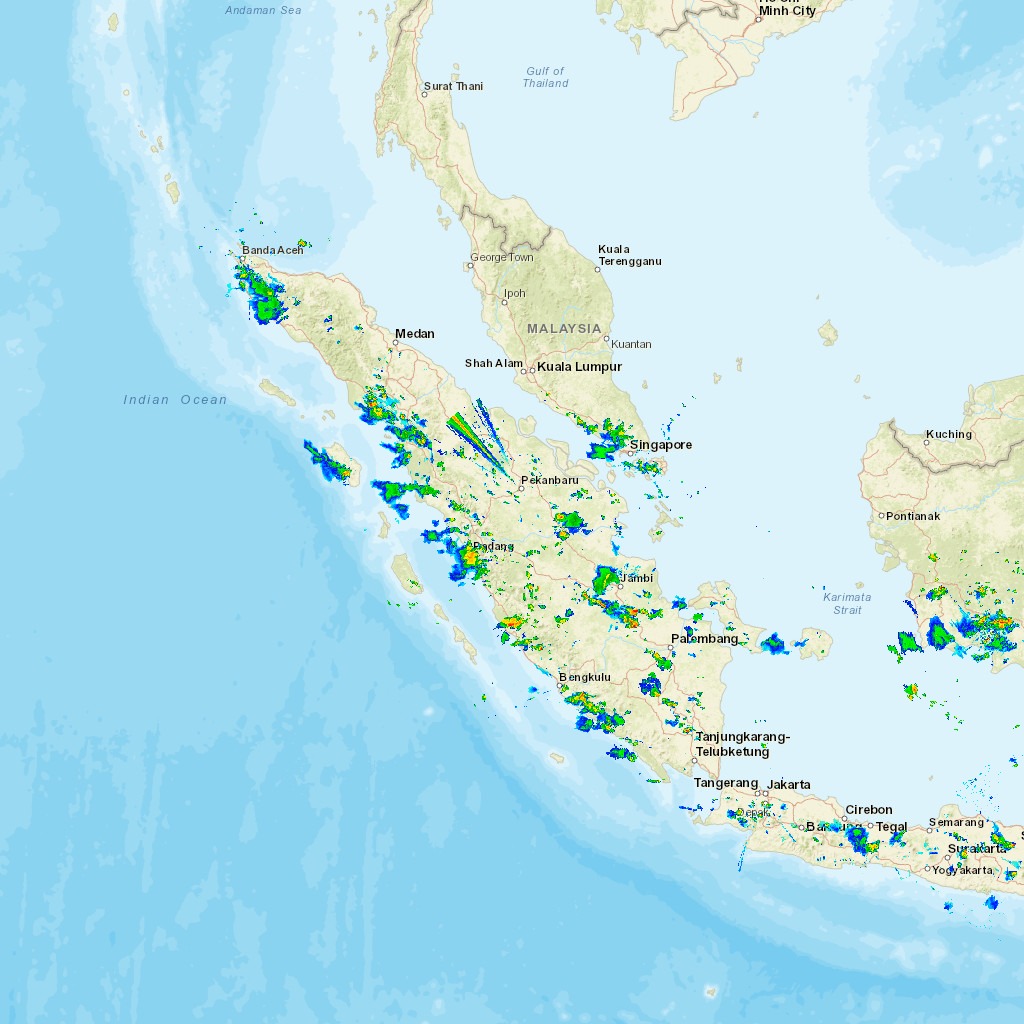 Andaman Sea
Minh City
Gulf of
Thailand
Surat Thani
Banda Aceh
George Town
Kuala
Terengganu
Ipoh
MALAYSIA
Kuantan
Medan
Shah Alam
Kuala Lumpur
Indian Ocean
Singapore
Kuching
Pekanbaru
Pontianak
Padang
Jambi
Karimata
Strait
Palembang
Bengkulu
Tanjungkarang-
Telubketung
Tangerang
Jakarta
Cirebon
Tegal
Semarang
Surakarta
Yogyakarta